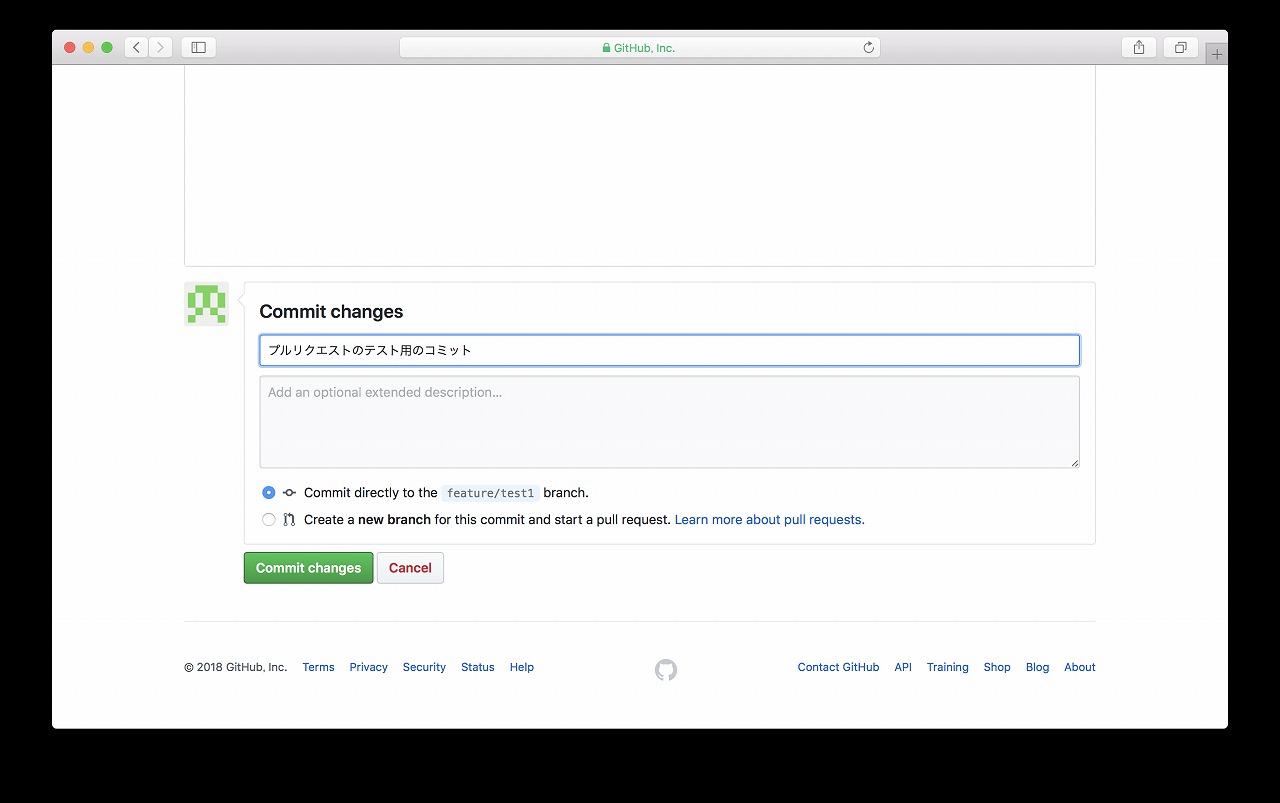 GitHub, Inc.
Commit changes
プルリクエストのテスト用のコミット
Add an optional extended description...
Commit directly to the feature/test1 branch.
Create a new branch for this commit and start a pull request. Learn more about pull requests.
Commit changes Cancel
© 2018 GitHub, Inc. Terms Privacy Security Status Help Contact GitHub API Training Shop Blog About